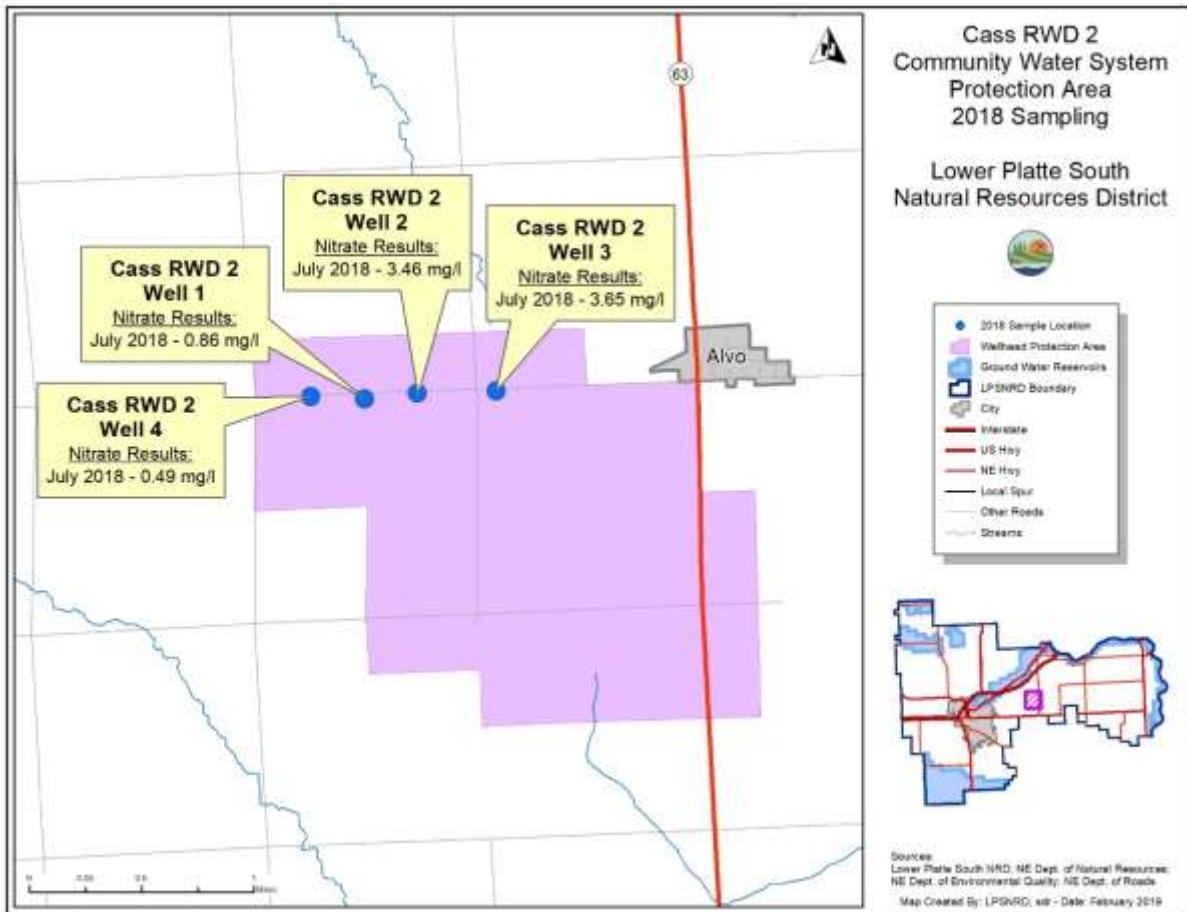 Cass RWD 2
Community Water System
Protection Area
2018 Sampling
Lower Platte South
Natural Resources District
63
Cass RWD 2
Well 2
Nitrate Results:
July 2018 - 3.46 mg/l
Cass RWD 2
Well 3
Nitrate Results:
July 2018 - 3.65 mg/l
Cass RWD 2
Well 1
Nitrate Results:
July 2018 - 0.86 mg/l
Cass RWD 2
Well 4
Nitrate Results:
July 2018 - 0.49 mg/l
Alvo
2018 Sample Location
Wellhead Protection Area
Ground Water Reservoirs
LPSNRD Boundary
City
Interstate
US Hwy
NE Hwy
Local Spur
Other Roads
Streams
0
0.5
1
Miles
Sources:
Lower Platte South NRD; NE Dept. of Natural Resources;
NE Dept. of Environmental Quality; NE Dept. of Roads
Map Created By: LPSNRD; sdr - Date: February 2019